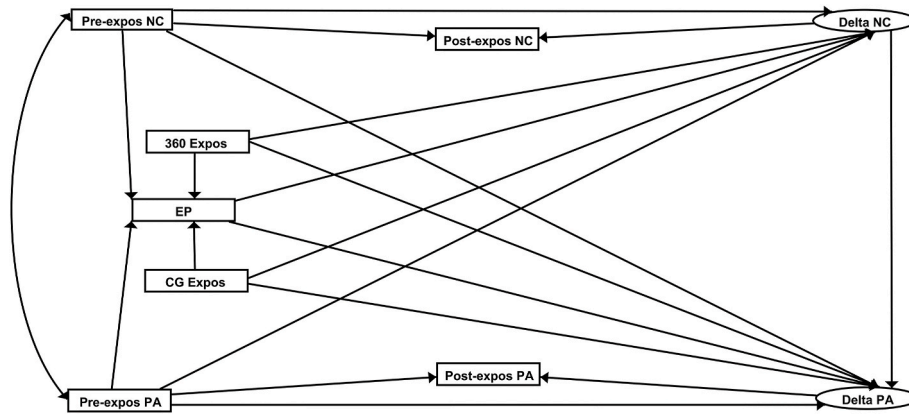 Pre-expos NC
Delta NC
Post-expos NC
360 Expos
EP
CG Expos
Post-expos PA
Pre-expos PA
Delta PA